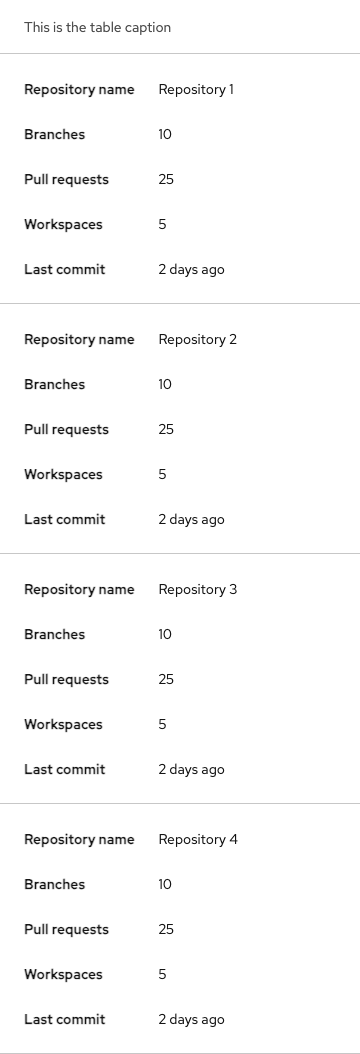 This is the table caption
Repository name Repository 1
Branches 10
Pull requests 25
Workspaces 5
Last commit 2 days ago
Repository name Repository 2
Branches 10
Pull requests 25
Workspaces 5
Last commit 2 days ago
Repository name Repository 3
Branches 10
Pull requests 25
Workspaces 5
Last commit 2 days ago
Repository name Repository 4
Branches 10
Pull requests 25
Workspaces 5
Last commit 2 days ago